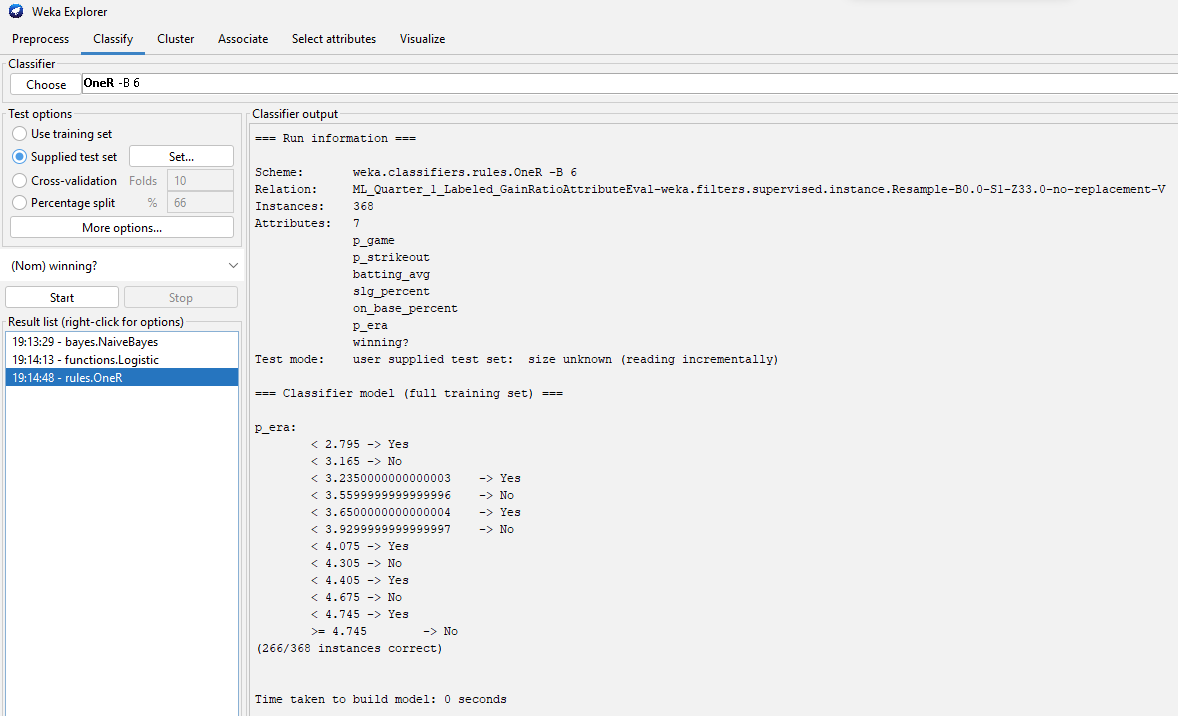 Weka Explorer
Preprocess Classify Cluster Associate Select attributes Visualize
Classifier
Choose OneR -B 6
Test options
Use training set
Supplied test set Set...
Cross-validation Folds 10
Percentage split % 66
More options...
(Nom) winning?
Start Stop
Result list (right-click for options)
19:13:29 - bayes.NaiveBayes
19:14:13 - functions.Logistic
19:14:48 - rules.OneR
Classifier output
=== Run information ===
Scheme: weka.classifiers.rules.OneR -B 6
Relation: ML_Quarter_1_Labeled_GainRatioAttributeEval-weka.filters.supervised.instance.Resample-B0.0-S1-Z33.0-no-replacement-V
Instances: 368
Attributes: 7
p_game
p_strikeout
batting_avg
slg_percent
on_base_percent
p_era
winning?
Test mode: user supplied test set: size unknown (reading incrementally)
=== Classifier model (full training set) ===
p_era:
< 2.795 -> Yes
< 3.165 -> No
< 3.2350000000000003 -> Yes
< 3.5599999999999996 -> No
< 3.6500000000000004 -> Yes
< 3.9299999999999997 -> No
< 4.075 -> Yes
< 4.305 -> No
< 4.405 -> Yes
< 4.675 -> No
< 4.745 -> Yes
>= 4.745 -> No
(266/368 instances correct)
Time taken to build model: 0 seconds